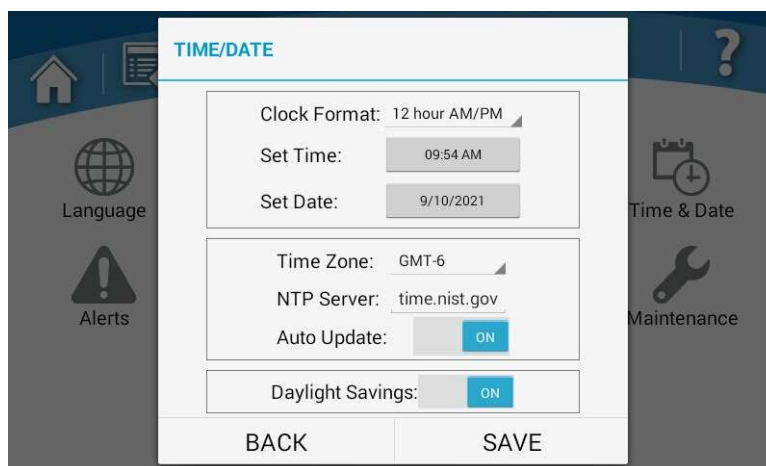 TIME/DATE
?
Clock Format: 12 hour AM/PM
Set Time: 09:54 AM
Set Date: 9/10/2021
Language
Time & Date
Time Zone: GMT-6
NTP Server: time.nist.gov
Alerts
Maintenance
Auto Update: ON
Daylight Savings: ON
BACK SAVE